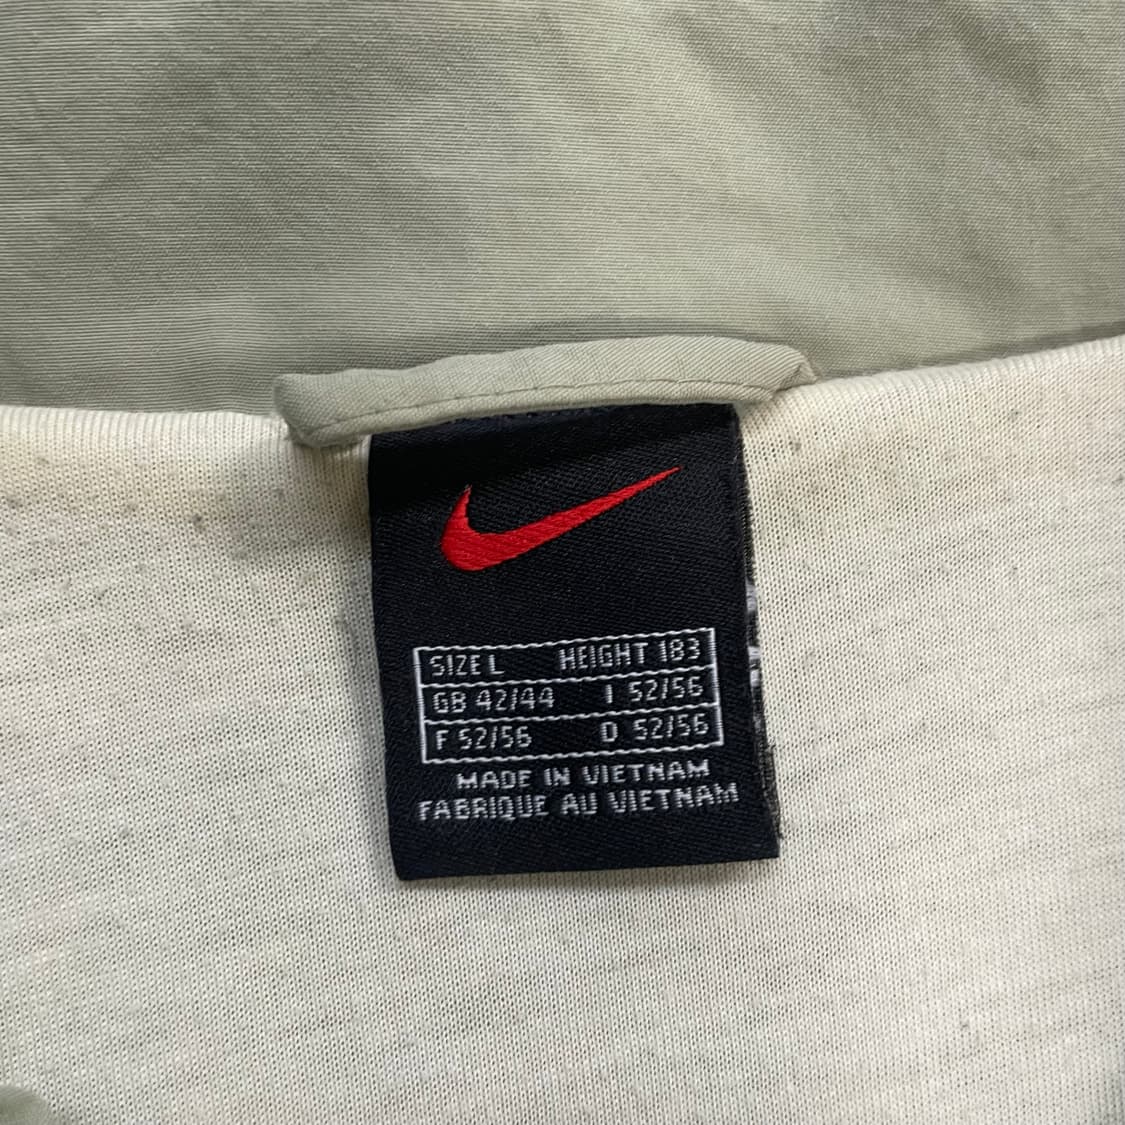 SIZE L HEIGHT 183
GB 42/44 I 52/56
F 52/56 D 52/56
MADE IN VIETNAM
FABRIQUE AU VIETNAM